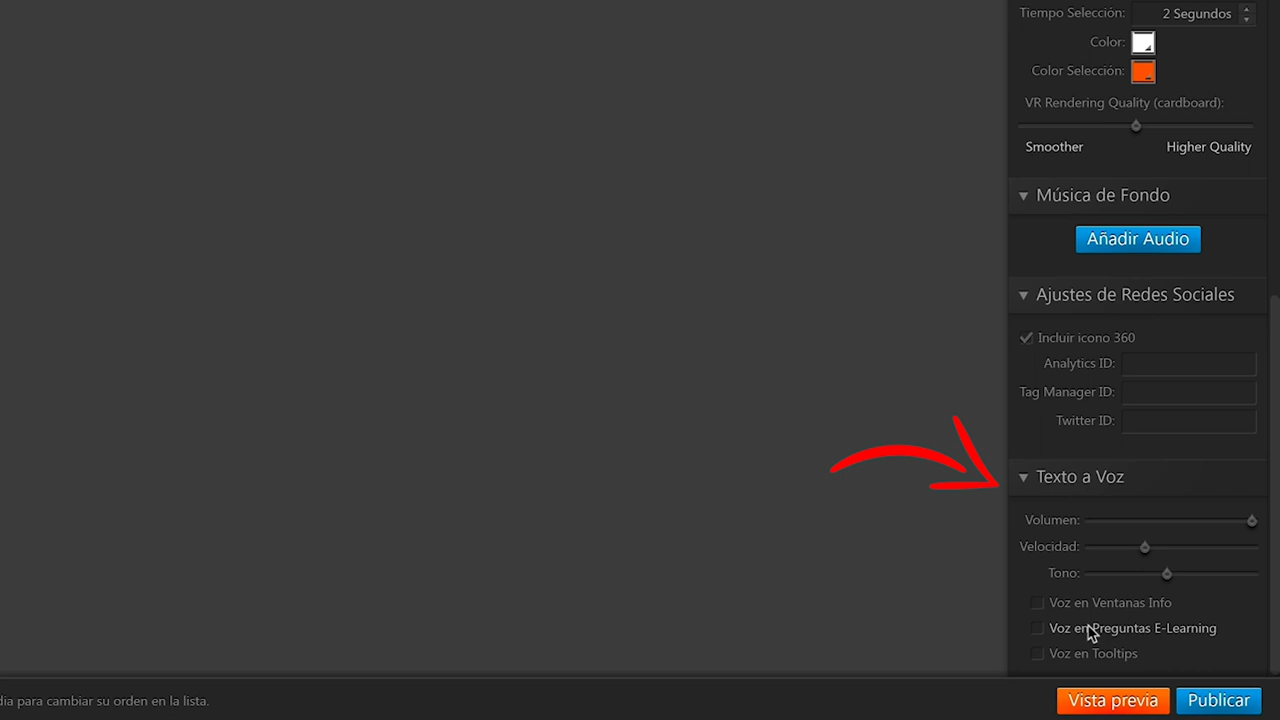 Tiempo Selección: 2 Segundos
Color:
Color Selección:
VR Rendering Quality (cardboard):
Smoother Higher Quality
Música de Fondo
Añadir Audio
Ajustes de Redes Sociales
Incluir icono 360
Analytics ID:
Tag Manager ID:
Twitter ID:
Texto a Voz
Volumen:
Velocidad:
Tono:
Voz en Ventanas Info
Voz en Preguntas E-Learning
Voz en Tooltips
dia para cambiar su orden en la lista.
Vista previa Publicar